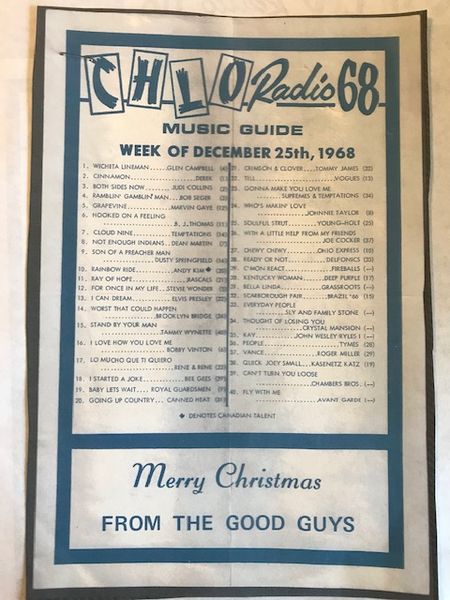 CHLO Radio 68
MUSIC GUIDE
WEEK OF DECEMBER 25th, 1968
1. WICHITA LINEMAN GLEN CAMPBELL (4)
2. CINNAMON DEREK (1)
3. BOTH SIDES NOW JUDI COLLINS (2)
4. RAMBLIN' GAMBLIN' MAN BOB SEGER (3)
5. GRAPEVINE MARVIN GAYE (12)
6. HOOKED ON A FEELING
B. J. THOMAS (11)
7. CLOUD NINE TEMPTATIONS (14)
8. NOT ENOUGH INDIANS DEAN MARTIN (7)
9. SON OF A PREACHER MAN
DUSTY SPRINGFIELD
10. RAINBOW RIDE ANDY KIM ♦ (20)
11. RAY OF HOPE RASCALS (21)
12. FOR ONCE IN MY LIFE STEVIE WONDER
13. I CAN DREAM ELVIS PRESLEY (22)
14. WORST THAT COULD HAPPEN
BROOKLYN BRIDGE
15. STAND BY YOUR MAN
TAMMY WYNETTE (40)
16. I LOVE HOW YOU LOVE ME
BOBBY VINTON (6)
17. LO MUCHO QUE TI QUIERO
RENE & RENE (23)
18. I STARTED A JOKE BEE GEES (29)
19. BABY LETS WAIT ROYAL GUARDSMEN (9)
20. GOING UP COUNTRY CANNED HEAT (31)
21. CRIMSON & CLOVER TOMMY JAMES (32)
22. TILL VOGUES (13)
23. GONNA MAKE YOU LOVE ME
SUPREMES & TEMPTATIONS (34)
24. WHO'S MAKIN' LOVE
JOHNNIE TAYLOR (8)
25. SOULFUL STRUT YOUNG-HOLT (25)
26. WITH A LITTLE HELP FROM MY FRIENDS
JOE COCKER (37)
27. CHEWY CHEWY OHIO EXPRESS (10)
28. READY OR NOT DELFONICS (35)
29. C'MON REACT FIREBALLS (--)
30. KENTUCKY WOMAN DEEP PURPLE (17)
31. BELLA LINDA GRASSROOTS (--)
32. SCARBOROUGH FAIR BRAZIL '66 (15)
33. EVERYDAY PEOPLE
SLY AND FAMILY STONE (--)
34. THOUGHT OF LOSING YOU
CRYSTAL MANSION (--)
35. KAY JOHN WESLEY RYLES I (--)
36. PEOPLE TYMES (28)
37. VANCE ROGER MILLER (29)
38. QUICK JOEY SMALL KASENETZ KATZ (19)
39. CAN'T TURN YOU LOOSE
CHAMBERS BROS. (--)
40. FLY WITH ME
AVANT GARDE (--)
♦ DENOTES CANADIAN TALENT
Merry Christmas
FROM THE GOOD GUYS